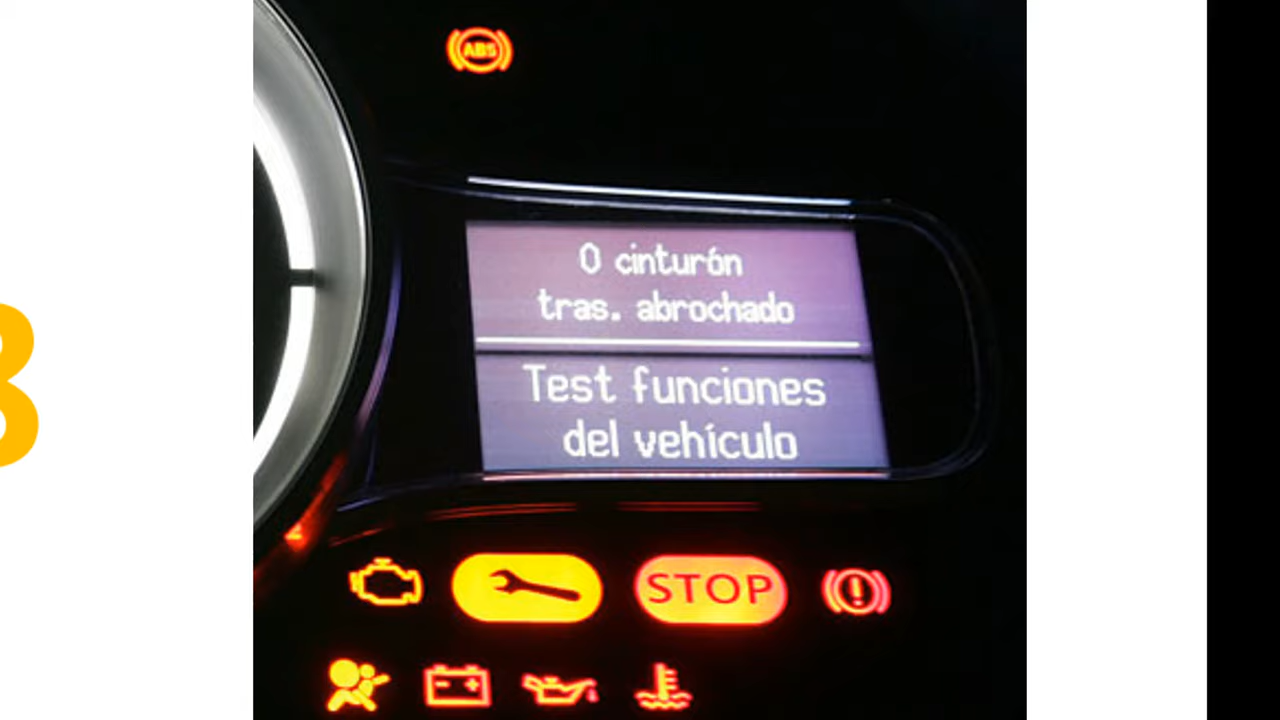 ABS
0 cinturón
tras. abrochado
Test funciones
del vehículo
STOP